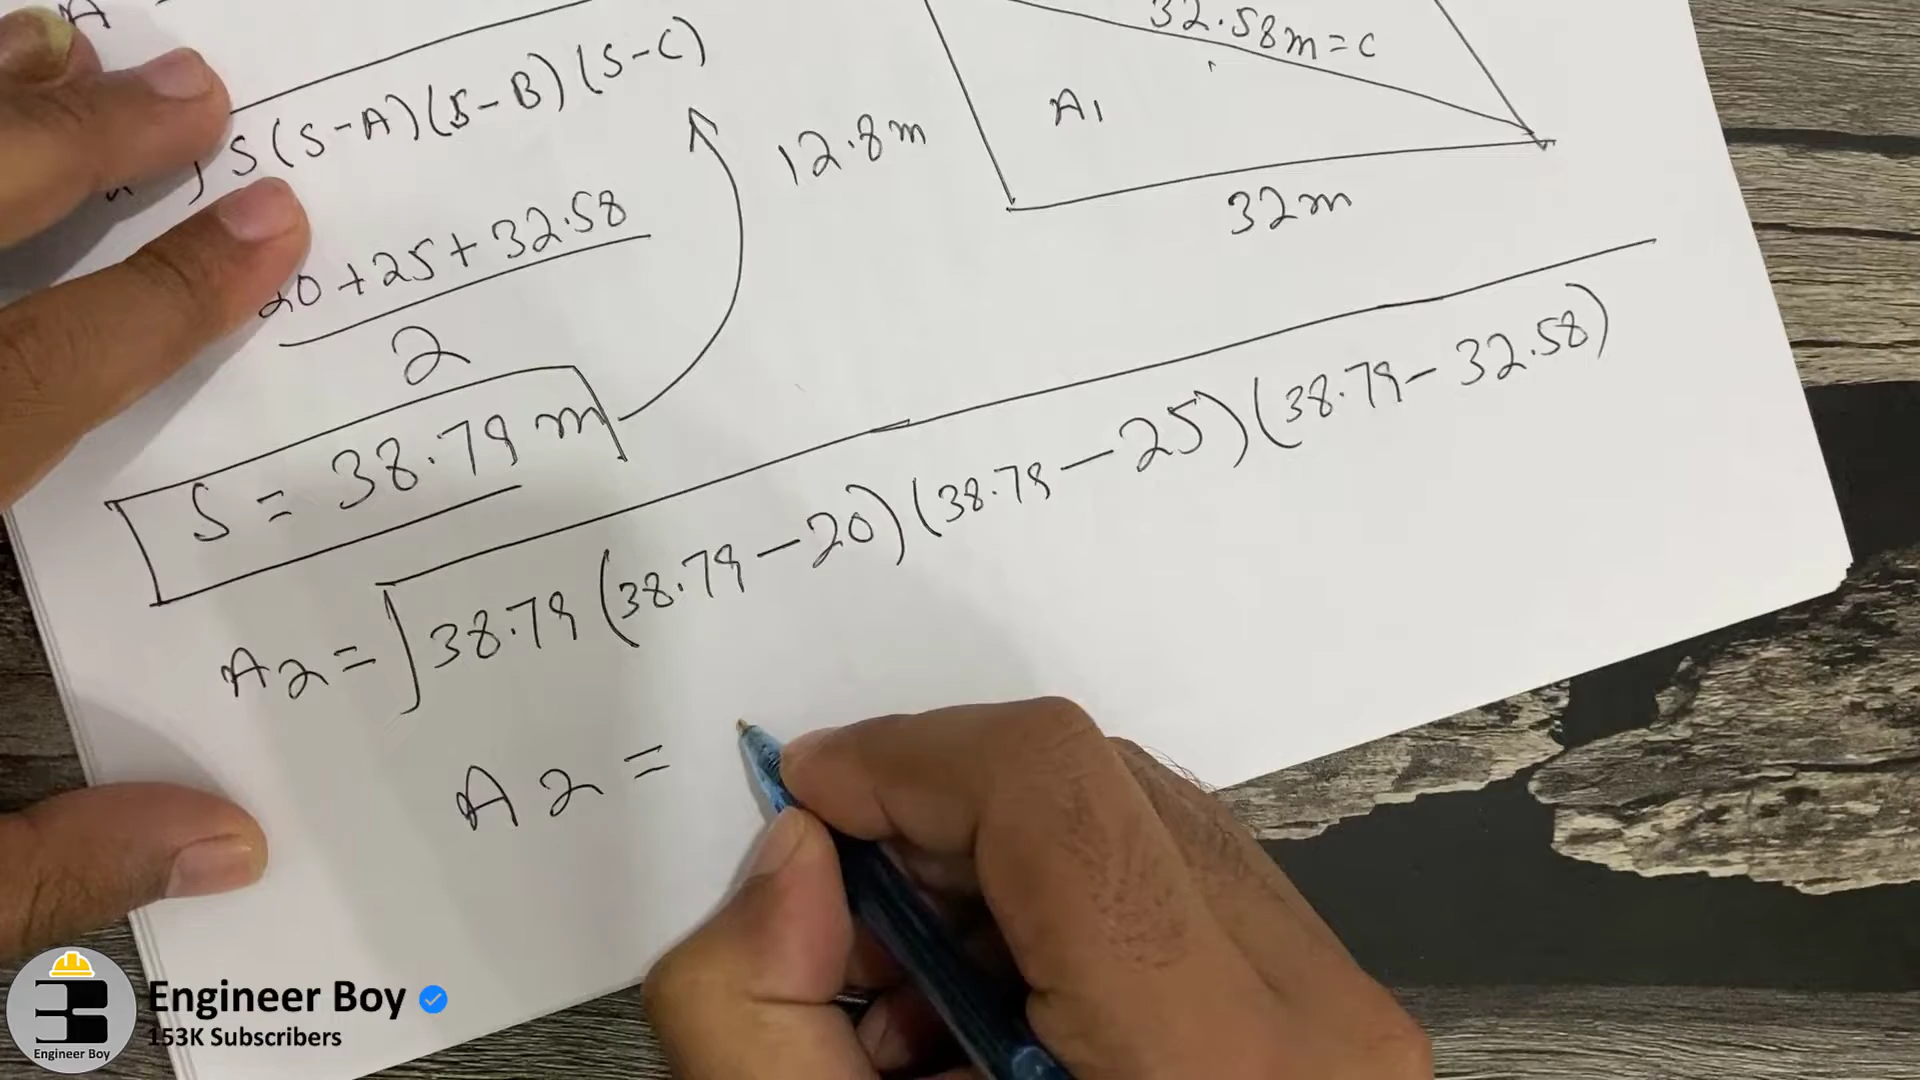 A
S(S-A)(S-B)(S-C)
20+25+32.58
2
S = 38.79 m
32.58m=c
A1
12.8m
32m
A2=√38.79(38.79-20)(38.79-25)(38.79-32.58)
A2=
Engineer Boy
153K Subscribers
Engineer Boy